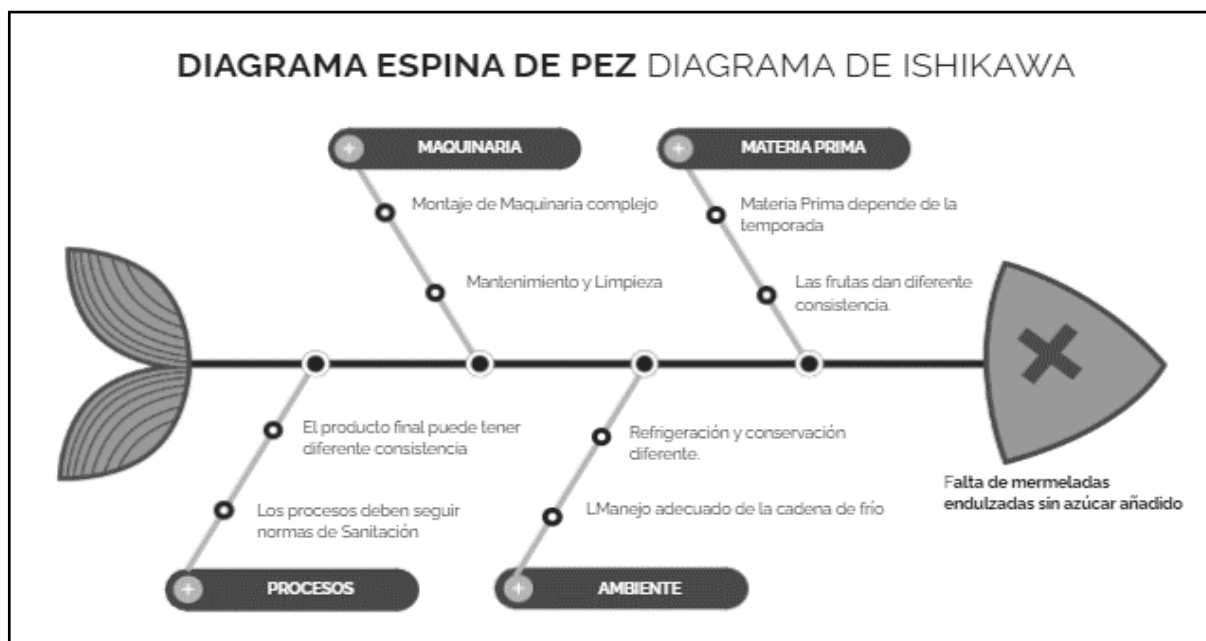 DIAGRAMA ESPINA DE PEZ DIAGRAMA DE ISHIKAWA
MAQUINARIA
Montaje de Maquinaria complejo
Mantenimiento y Limpieza
MATERIA PRIMA
Materia Prima depende de la
temporada
Las frutas dan diferente
consistencia.
El producto final puede tener
diferente consistencia
Los procesos deben seguir
normas de Sanitación
PROCESOS
Refrigeración y conservación
diferente.
LManejo adecuado de la cadena de frío
AMBIENTE
Falta de mermeladas
endulzadas sin azúcar añadido